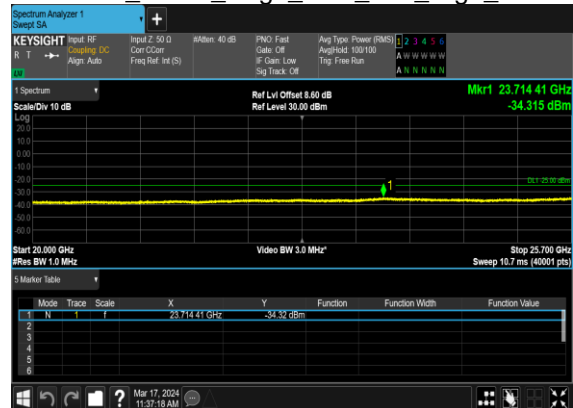 Spectrum Analyzer 1
Swept SA
+
KEYSIGHT
R T
LW
Input: RF
Coupling: DC
Align: Auto
Input Z: 50 Ω
Corr CCorr
Freq Ref: Int (S)
#Atten: 40 dB
PNO: Fast
Gate: Off
IF Gain: Low
Sig Track: Off
Avg Type: Power (RMS)
Avg|Hold: 100/100
Trig: Free Run
1 2 3 4 5 6
A W W W W W
A N N N N N
1 Spectrum
Scale/Div 10 dB
Ref Lvl Offset 8.60 dB
Ref Level 30.00 dBm
Mkr1 23.714 41 GHz
-34.315 dBm
Log
20.0
10.0
0.00
-10.0
-20.0
-30.0
-40.0
-50.0
-60.0
1
DL1 -25.00 dBm
Start 20.000 GHz
#Res BW 1.0 MHz
Video BW 3.0 MHz*
Stop 25.700 GHz
Sweep 10.7 ms (40001 pts)
5 Marker Table
Mode Trace Scale X Y Function Function Width Function Value
1 N 1 f 23.714 41 GHz -34.32 dBm
2
3
4
5
6
?
Mar 17, 2024
11:37:18 AM